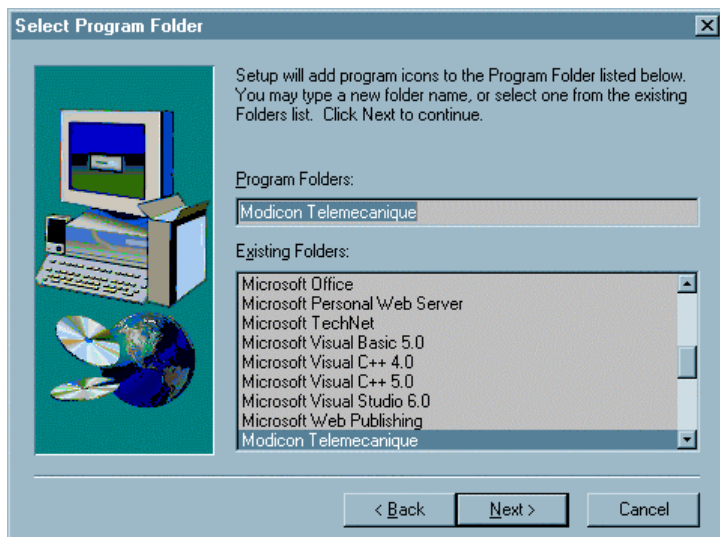 Select Program Folder
Setup will add program icons to the Program Folder listed below.
You may type a new folder name, or select one from the existing
Folders list. Click Next to continue.
Program Folders:
Modicon Telemecanique
Existing Folders:
Microsoft Office
Microsoft Personal Web Server
Microsoft TechNet
Microsoft Visual Basic 5.0
Microsoft Visual C++ 4.0
Microsoft Visual C++ 5.0
Microsoft Visual Studio 6.0
Microsoft Web Publishing
Modicon Telemecanique
< Back Next > Cancel